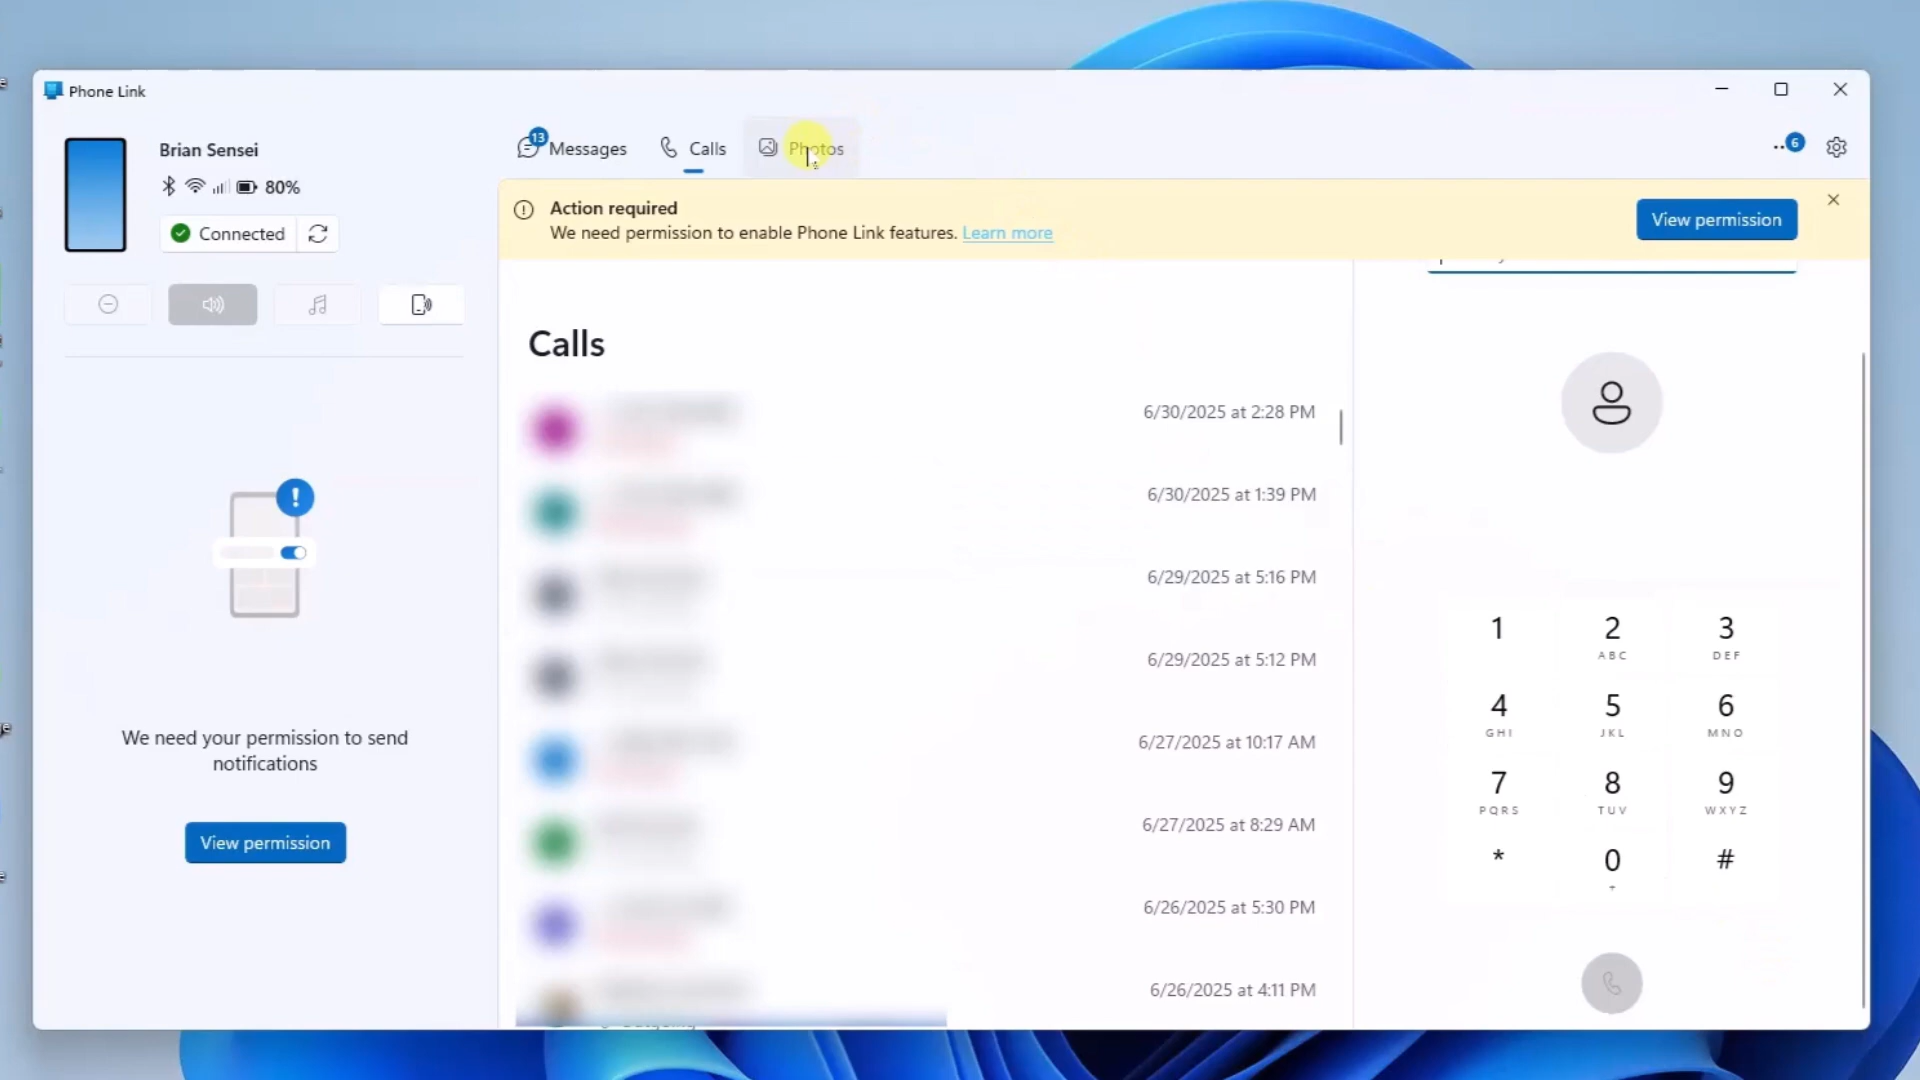 Phone Link
Brian Sensei
80%
Connected
We need your permission to send
notifications
View permission
13
Messages
Calls
Photos
6
Action required
We need permission to enable Phone Link features. Learn more
View permission
Calls
6/30/2025 at 2:28 PM
6/30/2025 at 1:39 PM
6/29/2025 at 5:16 PM
6/29/2025 at 5:12 PM
6/27/2025 at 10:17 AM
6/27/2025 at 8:29 AM
6/26/2025 at 5:30 PM
6/26/2025 at 4:11 PM
1 2 3
ABC DEF
4 5 6
GHI JKL MNO
7 8 9
PQRS TUV WXYZ
* 0 #
+